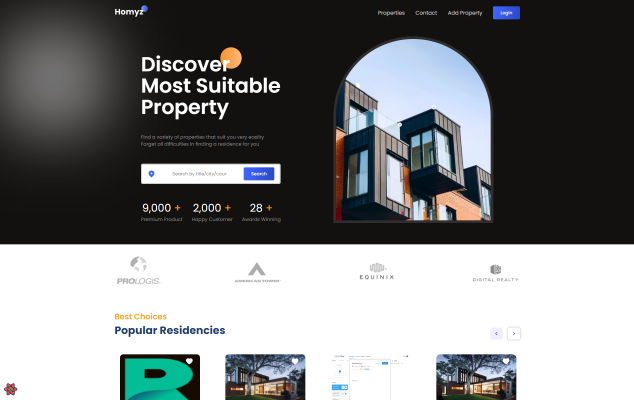 Homyz
Properties
Contact
Add Property
Login
Discover
Most Suitable
Property
Find a variety of properties that suit you very easilty
Forget all difficulties in finding a residence for you
Search by title/city/cour
Search
9,000 +
2,000 +
28 +
Premium Product
Happy Customer
Awards Winning
PROLOGIS
AMERICAN TOWER
EQUINIX
DIGITAL REALTY
Best Choices
Popular Residencies